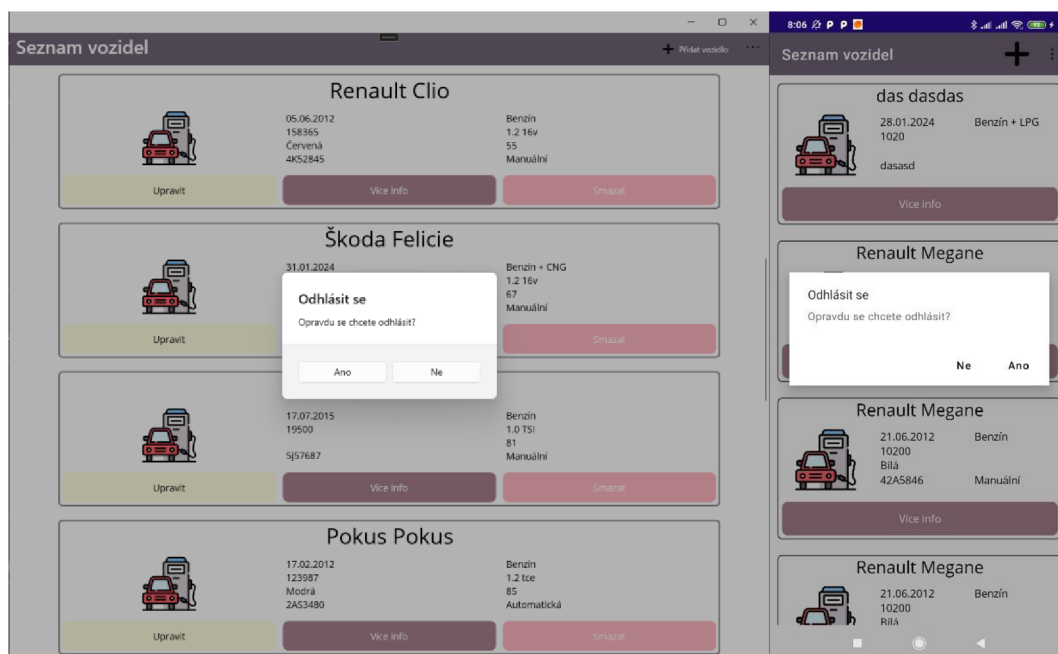 Seznam vozidel
Přidat vozidlo ...
Renault Clio
05.06.2012 Benzín
158365 1.2 16v
Červená 55
4K52845 Manuální
Upravit Více info Smazat
Škoda Felicie
31.01.2024 Benzín + CNG
1.2 16v
67
Manuální
Upravit Smazat
Odhlásit se
Opravdu se chcete odhlásit?
Ano Ne
17.07.2015 Benzín
19500 1.0 TSI
81
5J57687 Manuální
Upravit Více info Smazat
Pokus Pokus
17.02.2012 Benzín
123987 1.2 tce
Modrá 85
2AS3480 Automatická
Upravit Více info Smazat
8:06 P P
Seznam vozidel
das dasdas
28.01.2024 Benzín + LPG
1020
dasasd
Více info
Renault Megane
Odhlásit se
Opravdu se chcete odhlásit?
Ne Ano
Renault Megane
21.06.2012 Benzín
10200
Bílá
42A5846 Manuální
Více info
Renault Megane
21.06.2012 Benzín
10200
Bílá